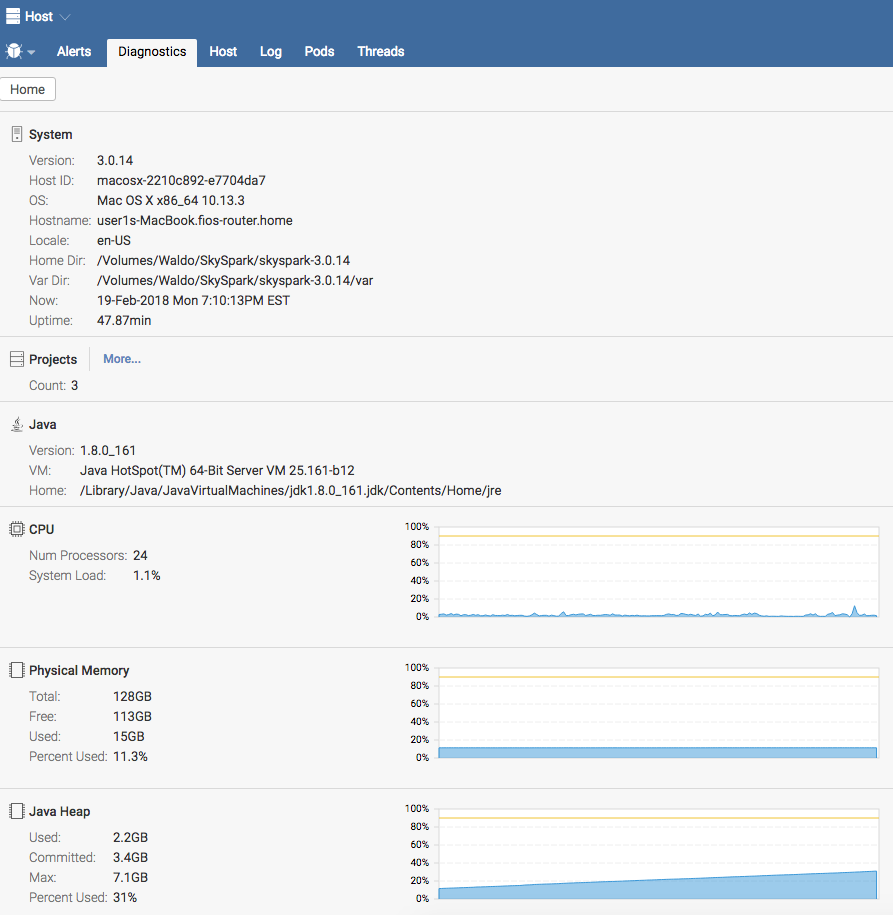 Host
Alerts Diagnostics Host Log Pods Threads
Home
System
Version: 3.0.14
Host ID: macosx-2210c892-e7704da7
OS: Mac OS X x86_64 10.13.3
Hostname: user1s-MacBook.fios-router.home
Locale: en-US
Home Dir: /Volumes/Waldo/SkySpark/skyspark-3.0.14
Var Dir: /Volumes/Waldo/SkySpark/skyspark-3.0.14/var
Now: 19-Feb-2018 Mon 7:10:13PM EST
Uptime: 47.87min
Projects More...
Count: 3
Java
Version: 1.8.0_161
VM: Java HotSpot(TM) 64-Bit Server VM 25.161-b12
Home: /Library/Java/JavaVirtualMachines/jdk1.8.0_161.jdk/Contents/Home/jre
CPU
Num Processors: 24
System Load: 1.1%
100%
80%
60%
40%
20%
0%
Physical Memory
Total: 128GB
Free: 113GB
Used: 15GB
Percent Used: 11.3%
100%
80%
60%
40%
20%
0%
Java Heap
Used: 2.2GB
Committed: 3.4GB
Max: 7.1GB
Percent Used: 31%
100%
80%
60%
40%
20%
0%